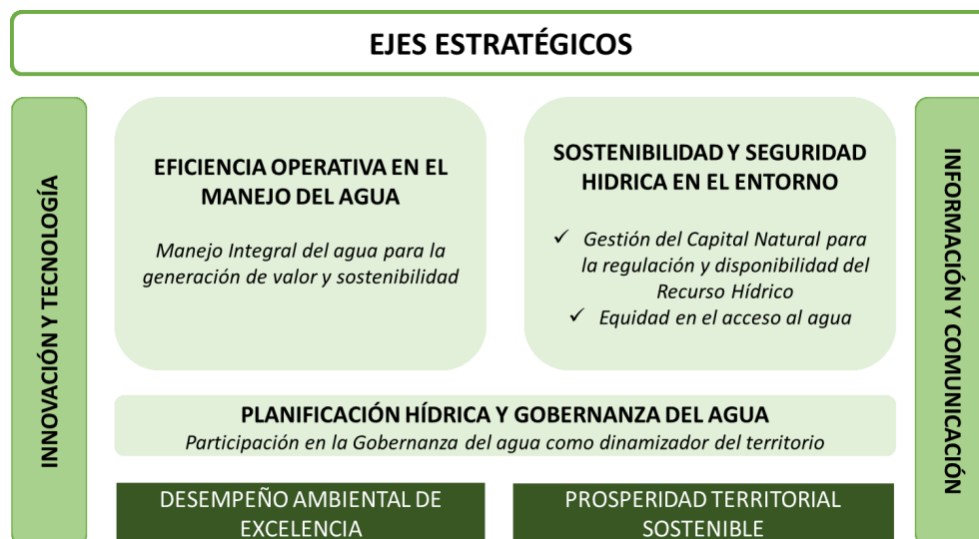 EJES ESTRATÉGICOS
INNOVACIÓN Y TECNOLOGÍA
EFICIENCIA OPERATIVA EN EL
MANEJO DEL AGUA
Manejo Integral del agua para la
generación de valor y sostenibilidad
SOSTENIBILIDAD Y SEGURIDAD
HIDRICA EN EL ENTORNO
✓ Gestión del Capital Natural para
la regulación y disponibilidad del
Recurso Hídrico
✓ Equidad en el acceso al agua
INFORMACIÓN Y COMUNICACIÓN
PLANIFICACIÓN HÍDRICA Y GOBERNANZA DEL AGUA
Participación en la Gobernanza del agua como dinamizador del territorio
DESEMPEÑO AMBIENTAL DE
EXCELENCIA
PROSPERIDAD TERRITORIAL
SOSTENIBLE